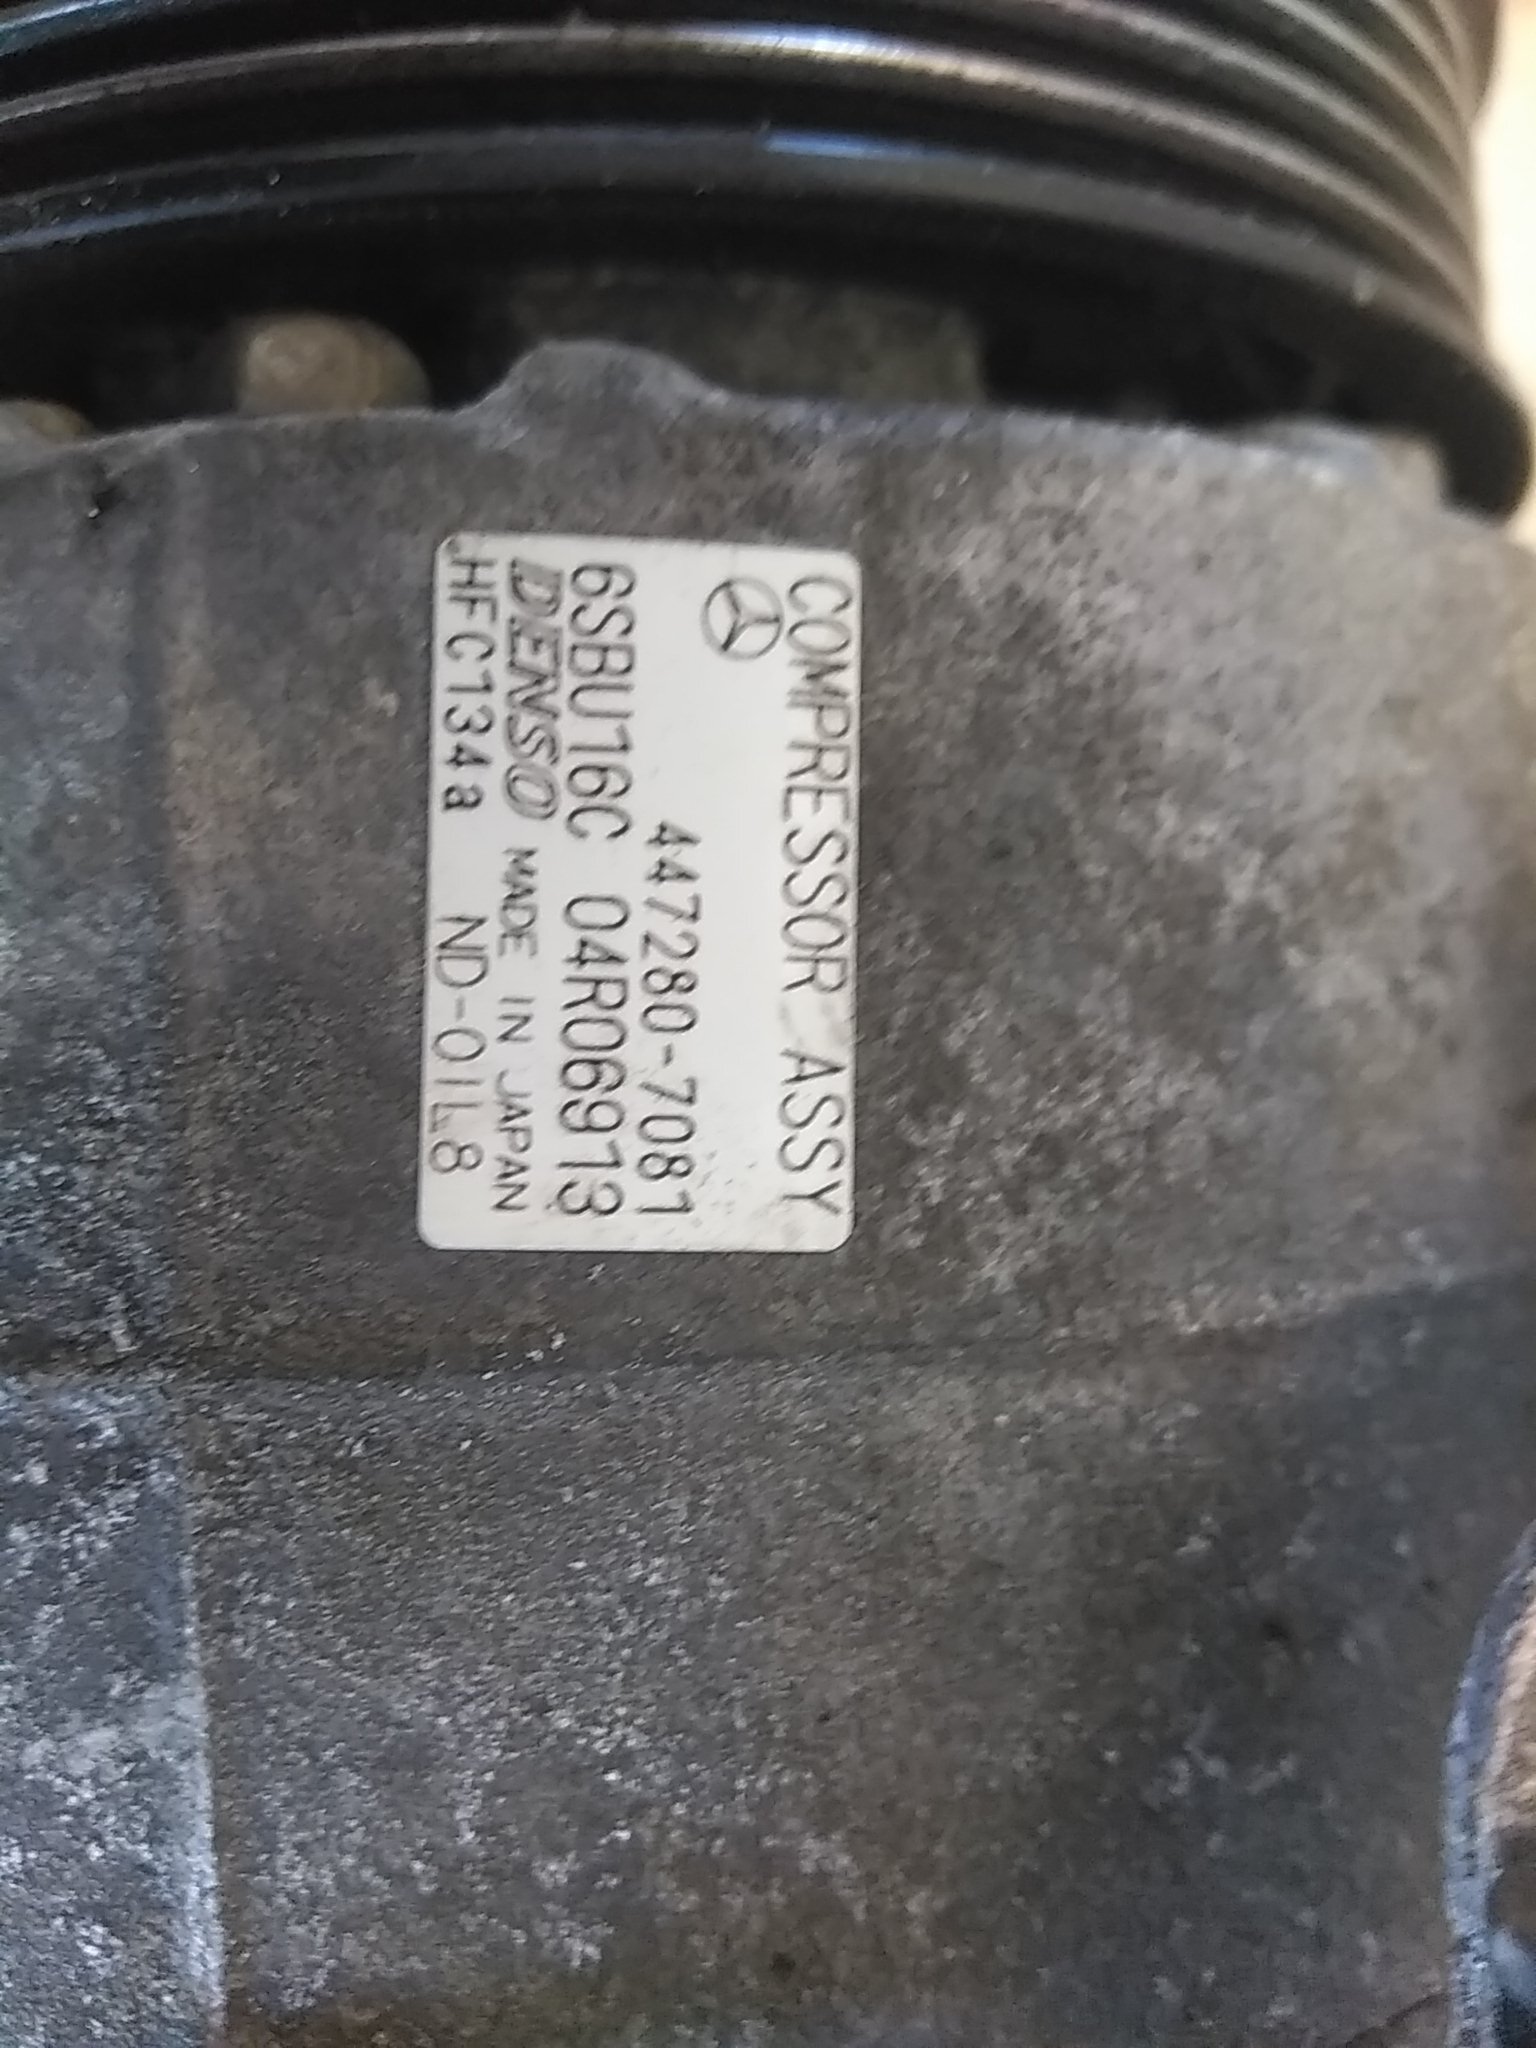 COMPRESSOR ASSY
447280-7081
6SBU16C 04R06913
DENSO MADE IN JAPAN
HFC134a ND-OIL8